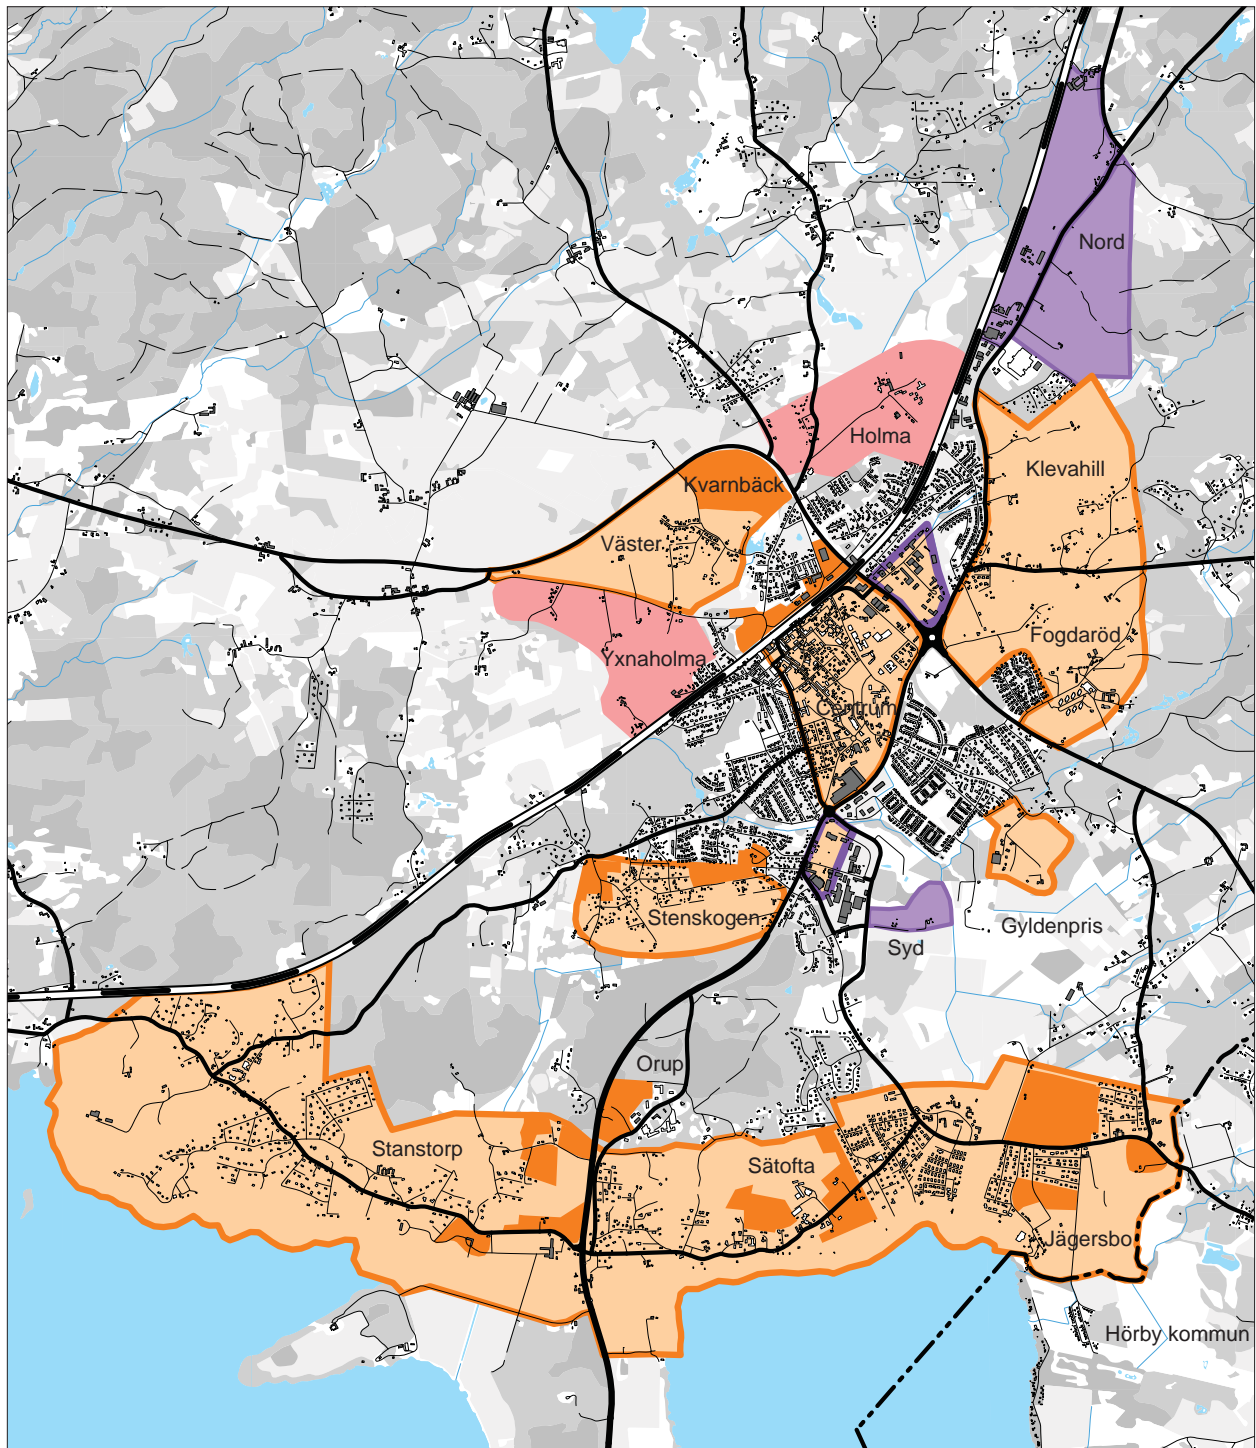 Nord
Holma
Klevahill
Kvarnbäck
Väster
Fogdaröd
Yxnaholma
Centrum
Stenskogen
Gyldenpris
Syd
Orup
Stanstorp
Sätofta
Jägersbo
Hörby kommun